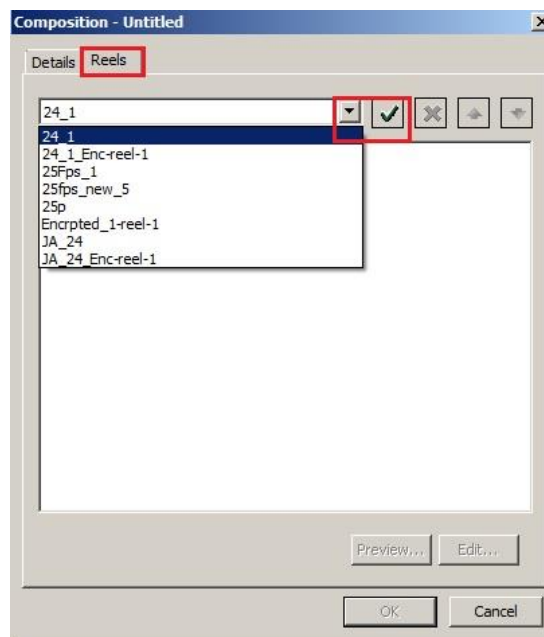 Composition - Untitled
Details Reels
24_1
24_1
24_1_Enc-reel-1
25Fps_1
25fps_new_5
25p
Encrpted_1-reel-1
JA_24
JA_24_Enc-reel-1
Preview... Edit...
OK Cancel